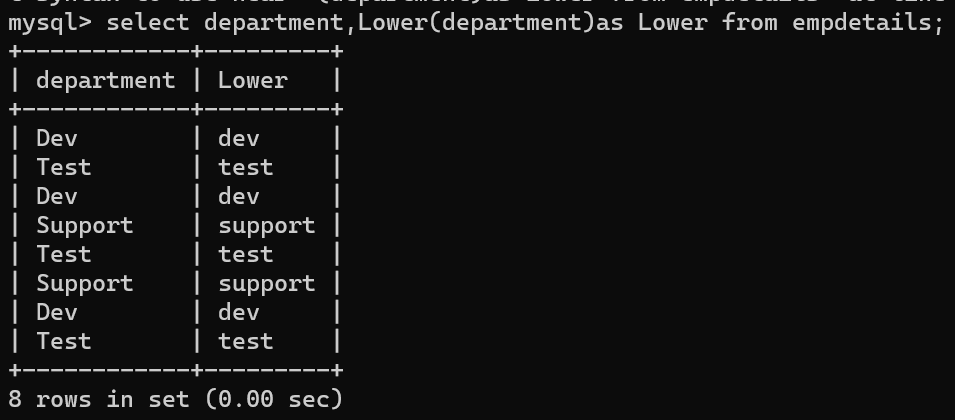 mysql> select department,Lower(department)as Lower from empdetails;
+------------+---------+
| department | Lower   |
+------------+---------+
| Dev        | dev     |
| Test       | test    |
| Dev        | dev     |
| Support    | support |
| Test       | test    |
| Support    | support |
| Dev        | dev     |
| Test       | test    |
+------------+---------+
8 rows in set (0.00 sec)